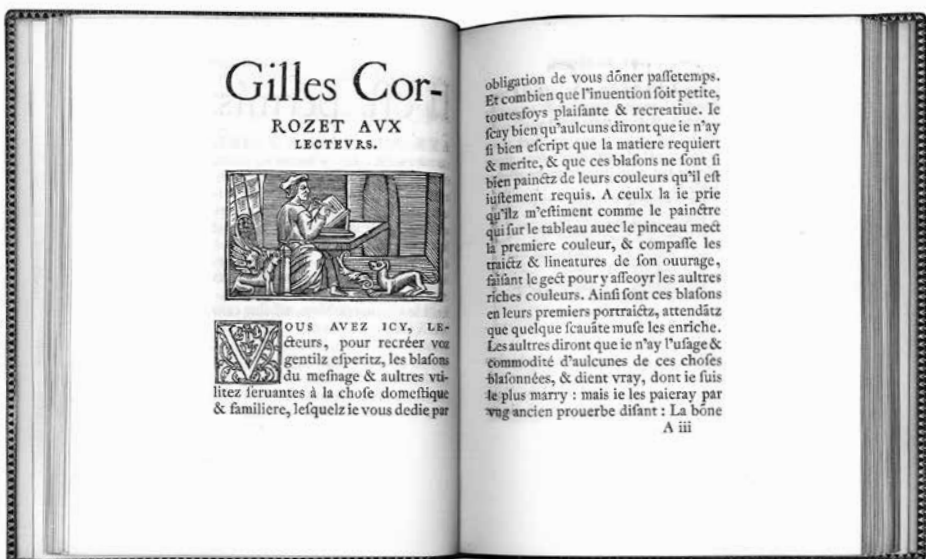 Gilles Cor-
ROZET AVX
LECTEVRS.
VOUS AVEZ ICY, LE-
cteurs, pour recréer voz
gentilz eſperitz, les blaſons
du meſnage & aultres vti-
litez ſeruantes à la choſe domeſtique
& familiere, leſquelz ie vous dedie par
obligation de vous dõner paſſetemps.
Et combien que l'inuention ſoit petite,
toutesfoys plaiſante & recreatiue. Ie
ſcay bien qu'aulcuns diront que ie n'ay
ſi bien eſcript que la matiere requiert
& merite, & que ces blaſons ne ſont ſi
bien painctz de leurs couleurs qu'il eſt
iuſtement requis. A ceulx la ie prie
qu'ilz m'eſtiment comme le painctre
qui ſur le tableau auec le pinceau mect
la premiere couleur, & compaſſe les
traictz & lineatures de ſon ouurage,
faiſant le gect pour y aſſeoyr les aultres
riches couleurs. Ainſi ſont ces blaſons
en leurs premiers portraictz, attendãtz
que quelque ſcauãte muſe les enriche.
Les aultres diront que ie n'ay l'uſage &
commodité d'aulcunes de ces choſes
blaſonnées, & dient vray, dont ie ſuis
le plus marry : mais ie les paieray par
vng ancien prouerbe diſant : La bõne
A iii